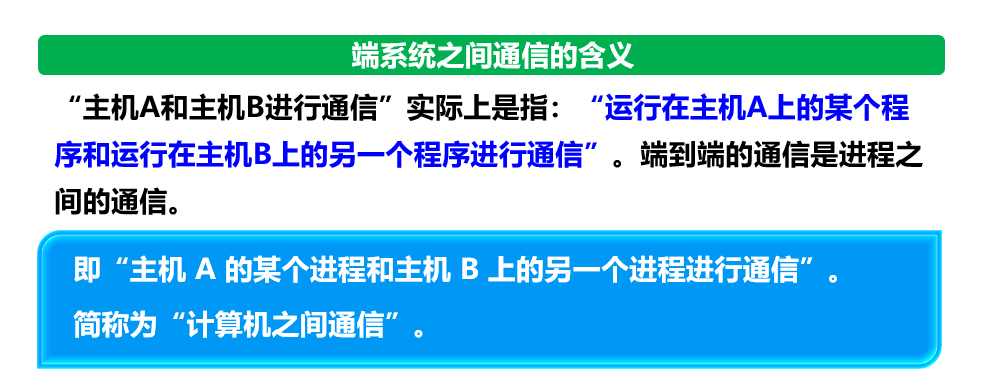 端系统之间通信的含义
“主机A和主机B进行通信”实际上是指：“运行在主机A上的某个程
序和运行在主机B上的另一个程序进行通信”。端到端的通信是进程之
间的通信。
即“主机 A 的某个进程和主机 B 上的另一个进程进行通信”。
简称为“计算机之间通信”。